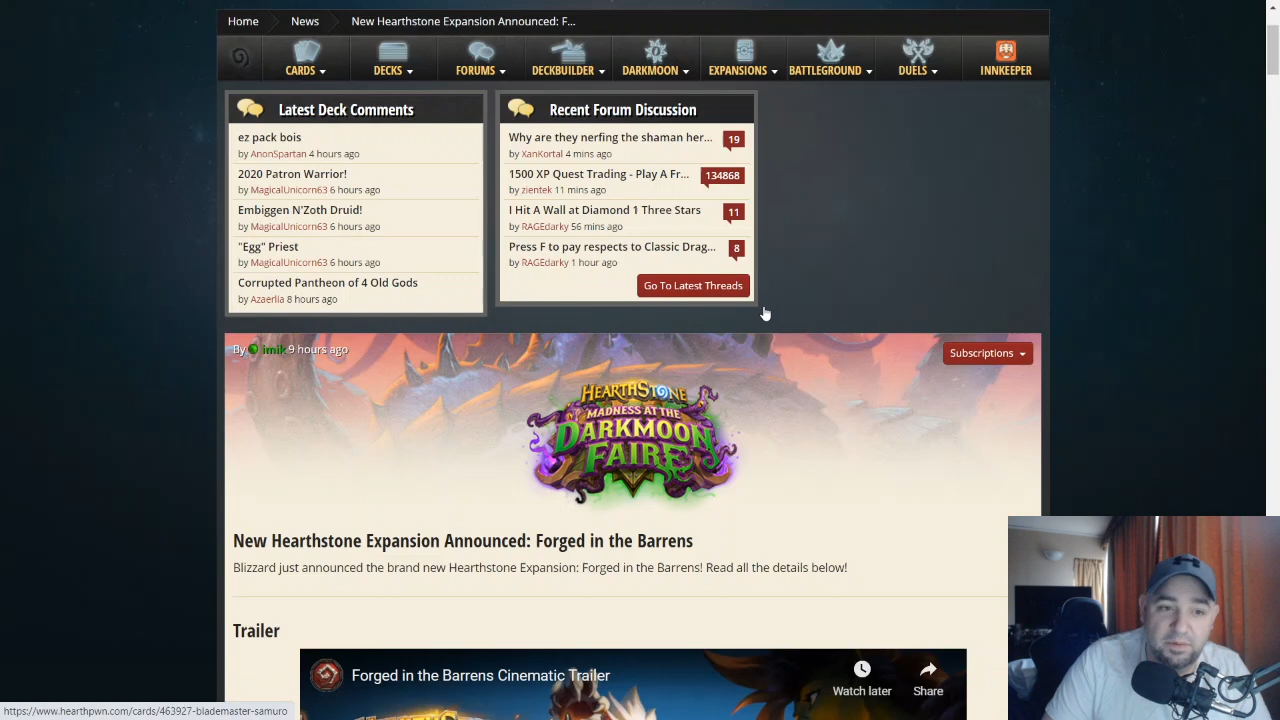 Home News New Hearthstone Expansion Announced: F...
CARDS DECKS FORUMS DECKBUILDER DARKMOON EXPANSIONS BATTLEGROUND DUELS INNKEEPER
Latest Deck Comments
ez pack bois
by AnonSpartan 4 hours ago
2020 Patron Warrior!
by MagicalUnicorn63 6 hours ago
Embiggen N'Zoth Druid!
by MagicalUnicorn63 6 hours ago
"Egg" Priest
by MagicalUnicorn63 6 hours ago
Corrupted Pantheon of 4 Old Gods
by Azaerlia 8 hours ago
Recent Forum Discussion
Why are they nerfing the shaman her... 19
by XanKortal 4 mins ago
1500 XP Quest Trading - Play A Fr... 134868
by zientek 11 mins ago
I Hit A Wall at Diamond 1 Three Stars 11
by RAGEdarky 56 mins ago
Press F to pay respects to Classic Drag... 8
by RAGEdarky 1 hour ago
Go To Latest Threads
By imik 9 hours ago
Subscriptions
HEARTHSTONE
MADNESS AT THE
DARKMOON
FAIRE
New Hearthstone Expansion Announced: Forged in the Barrens
Blizzard just announced the brand new Hearthstone Expansion: Forged in the Barrens! Read all the details below!
Trailer
Forged in the Barrens Cinematic Trailer
Watch later Share
https://www.hearthpwn.com/cards/463927-blademaster-samuro